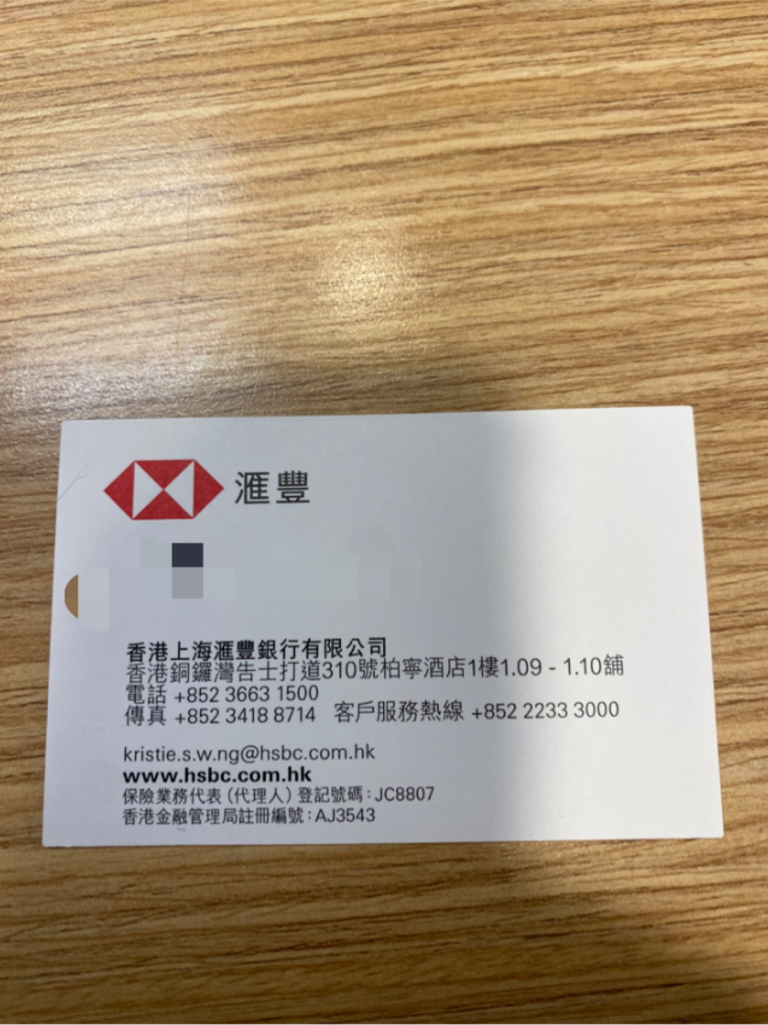 滙豐
香港上海滙豐銀行有限公司
香港銅鑼灣告士打道310號柏寧酒店1樓1.09 - 1.10舖
電話 +852 3663 1500
傳真 +852 3418 8714 客戶服務熱線 +852 2233 3000
kristie.s.w.ng@hsbc.com.hk
www.hsbc.com.hk
保險業務代表 (代理人) 登記號碼 : JC8807
香港金融管理局註冊編號 : AJ3543